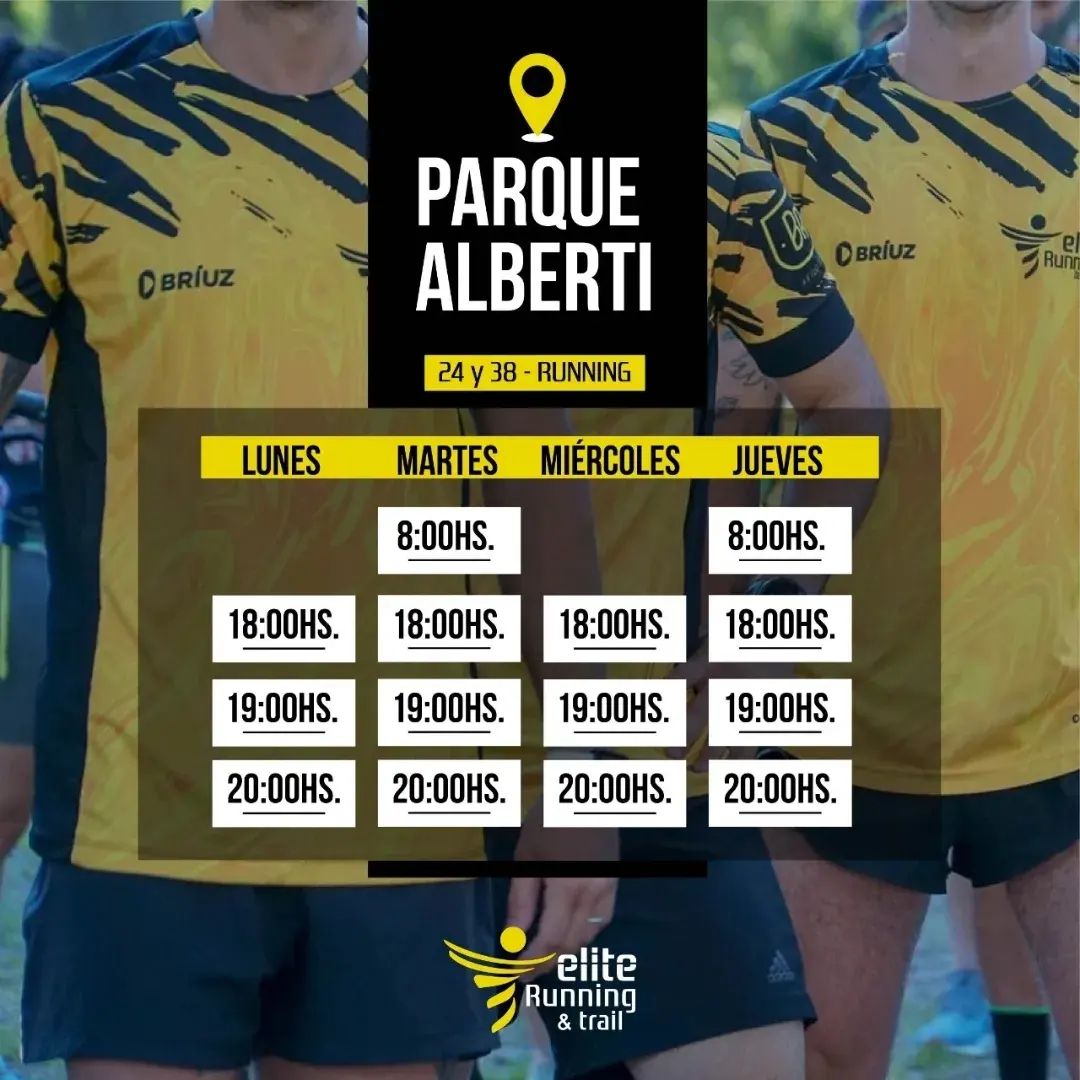 PARQUE
ALBERTI
24 y 38 - RUNNING
BRÍUZ
BRÍUZ
LUNES MARTES MIÉRCOLES JUEVES
8:00HS. 8:00HS.
18:00HS. 18:00HS. 18:00HS. 18:00HS.
19:00HS. 19:00HS. 19:00HS. 19:00HS.
20:00HS. 20:00HS. 20:00HS. 20:00HS.
elite
Running
& trail
adidas